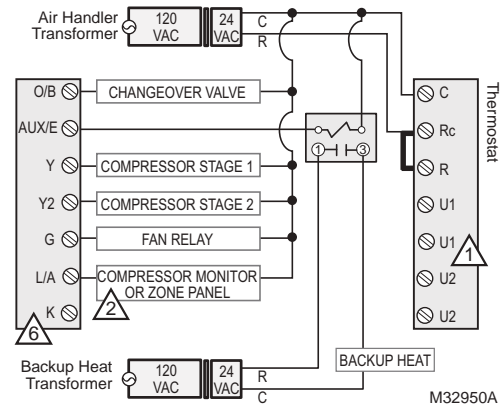 Air Handler
Transformer
120
VAC
24
VAC
C
R
O/B
CHANGEOVER VALVE
AUX/E
Y
COMPRESSOR STAGE 1
Y2
COMPRESSOR STAGE 2
G
FAN RELAY
L/A
COMPRESSOR MONITOR
OR ZONE PANEL
2
K
6
1
3
C
Rc
R
U1
U1
1
U2
U2
Thermostat
Backup Heat
Transformer
120
VAC
24
VAC
R
C
BACKUP HEAT
M32950A